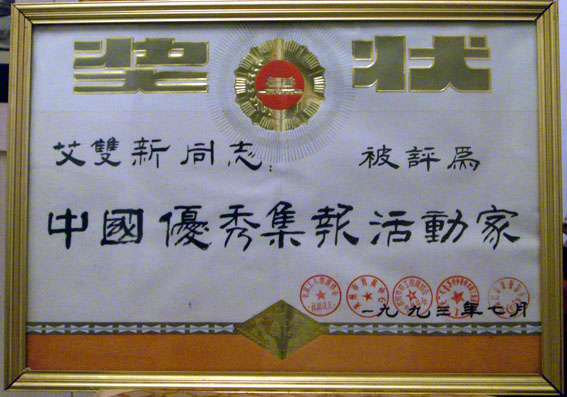 奖状
艾雙新同志: 被評爲
中國優秀集报活動家
一九九三年七月